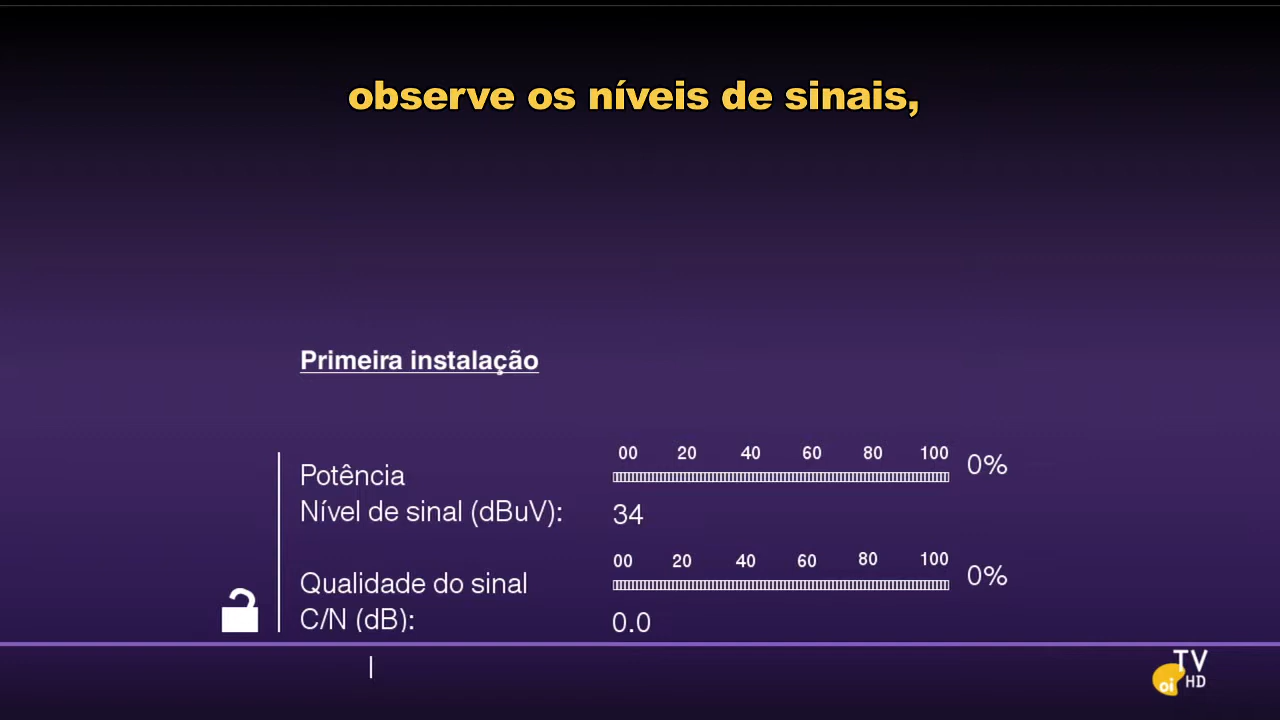 observe os níveis de sinais,
Primeira instalação
00 20 40 60 80 100
Potência 0%
Nível de sinal (dBuV): 34
00 20 40 60 80 100
Qualidade do sinal 0%
C/N (dB): 0.0
TV
oi HD